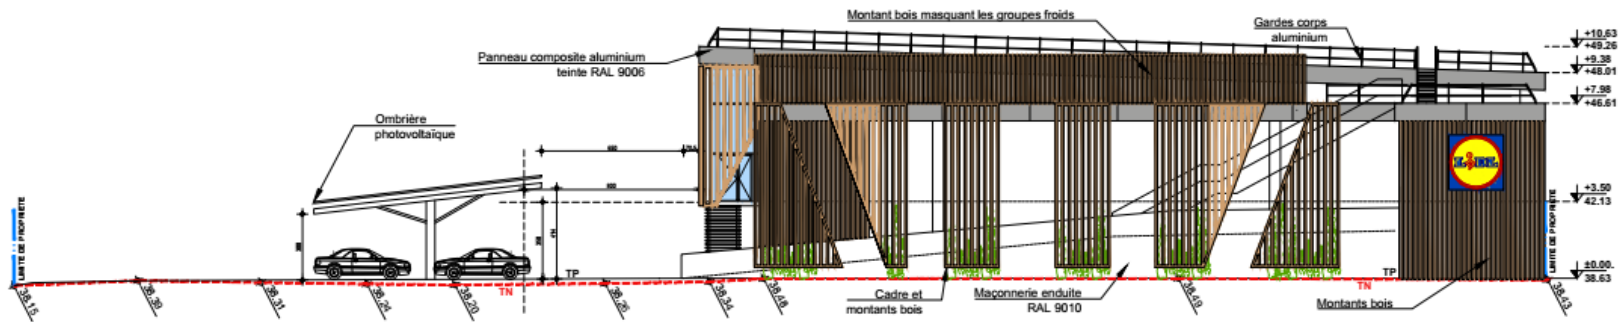 Montant bois masquant les groupes froids
Gardes corps
aluminium
Panneau composite aluminium
teinte RAL 9006
Ombrière
photovoltaïque
+10.63
+49.26
+9.38
+48.01
+7.98
+46.61
+3.50
42.13
±0.00.
38.63
LIMITE DE PROPRIETE
LIMITE DE PROPRIETE
LIDL
TP
TP
TN
TN
38.15
38.30
38.31
38.24
38.20
38.26
38.34
38.48
38.49
38.43
Cadre et
montants bois
Maçonnerie enduite
RAL 9010
Montants bois